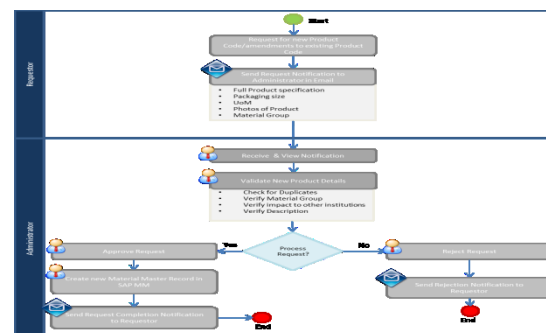 Requestor
Start
Request for new Product
Code/amendments to existing Product
Code
Send Request Notification to
Administrator in Email
• Full Product specification
• Packaging size
• UoM
• Photos of Product
• Material Group
Administrator
Receive & View Notification
Validate New Product Details
• Check for Duplicates
• Verify Material Group
• Verify impact to other institutions
• Verify Description
Process
Request?
Yes
No
Approve Request
Create new Material Master Record in
SAP MM
Send Request Completion Notification
to Requestor
End
Reject Request
Send Rejection Notification to
Requestor
End